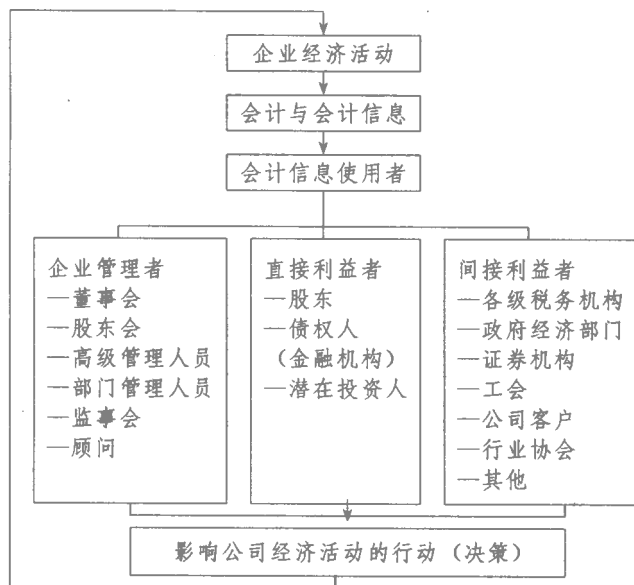 企业经济活动
会计与会计信息
会计信息使用者
企业管理者
—董事会
—股东会
—高级管理人员
—部门管理人员
—监事会
—顾问
直接利益者
—股东
—债权人
（金融机构）
—潜在投资人
间接利益者
—各级税务机构
—政府经济部门
—证券机构
—工会
—公司客户
—行业协会
—其他
影响公司经济活动的行动（决策）